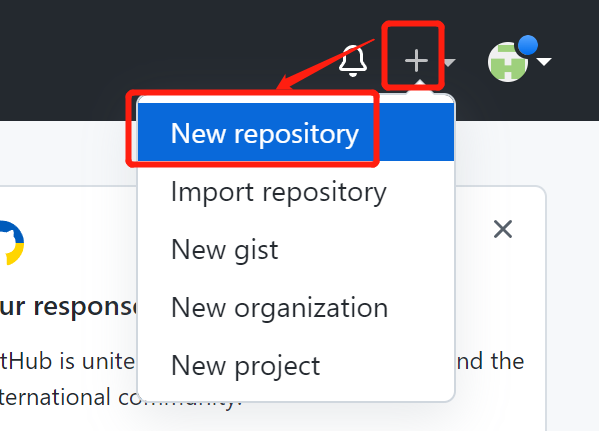 New repository
Import repository
New gist
New organization
New project
ur respons
tHub is unite nd the
ternational community.